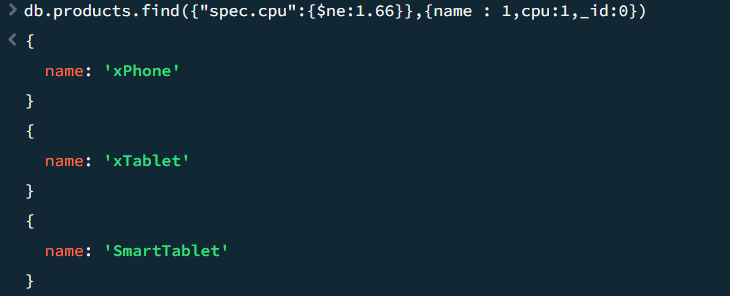 > db.products.find({"spec.cpu":{$ne:1.66}},{name : 1,cpu:1,_id:0})
< {
name: 'xPhone'
}
{
name: 'xTablet'
}
{
name: 'SmartTablet'
}